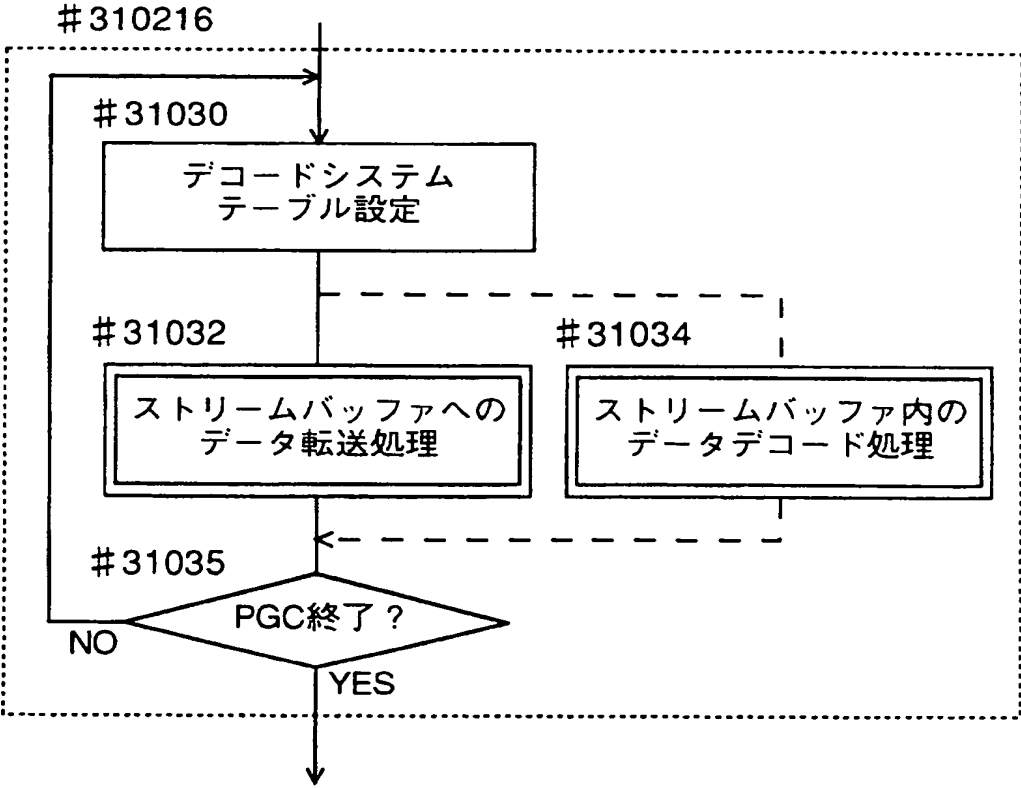 #310216
#31030
デコードシステム
テーブル設定
#31032
#31034
ストリームバッファへの
データ転送処理
ストリームバッファ内の
データデコード処理
#31035
PGC終了?
NO
YES